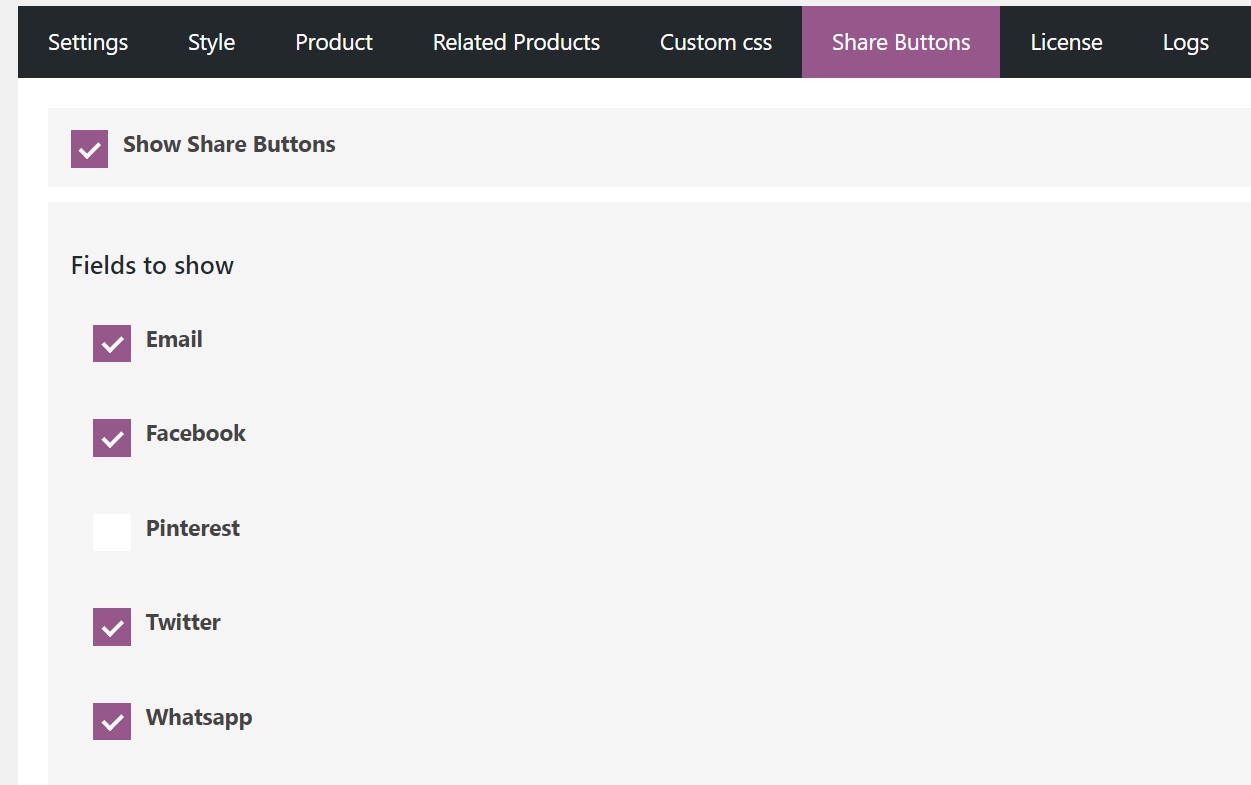 Settings Style Product Related Products Custom css Share Buttons License Logs
Show Share Buttons
Fields to show
Email
Facebook
Pinterest
Twitter
Whatsapp